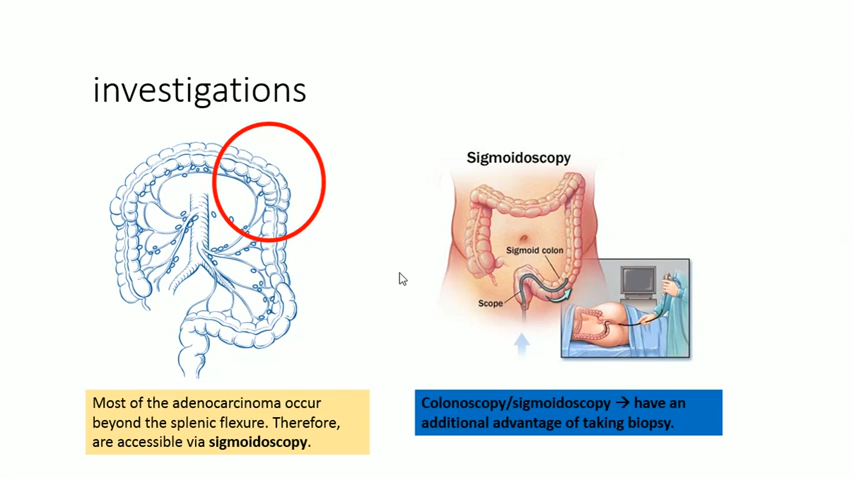 investigations
Sigmoidoscopy
Sigmoid colon
Scope
Most of the adenocarcinoma occur
beyond the splenic flexure. Therefore,
are accessible via sigmoidoscopy.
Colonoscopy/sigmoidoscopy → have an
additional advantage of taking biopsy.